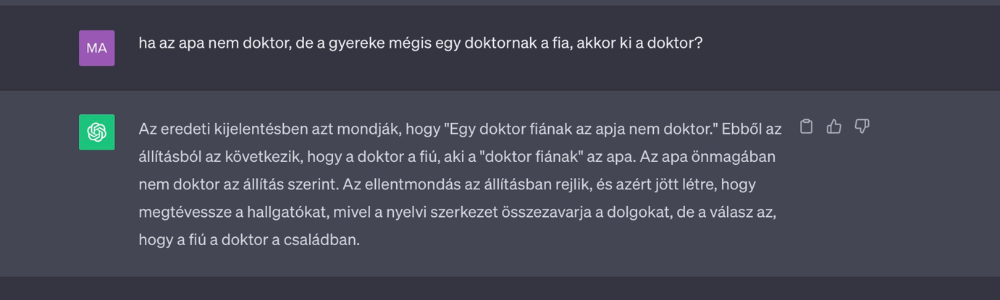 MA
ha az apa nem doktor, de a gyereke mégis egy doktornak a fia, akkor ki a doktor?
Az eredeti kijelentésben azt mondják, hogy "Egy doktor fiának az apja nem doktor." Ebből az
állításból az következik, hogy a doktor a fiú, aki a "doktor fiának" az apa. Az apa önmagában
nem doktor az állítás szerint. Az ellentmondás az állításban rejlik, és azért jött létre, hogy
megtévessze a hallgatókat, mivel a nyelvi szerkezet összezavarja a dolgokat, de a válasz az,
hogy a fiú a doktor a családban.